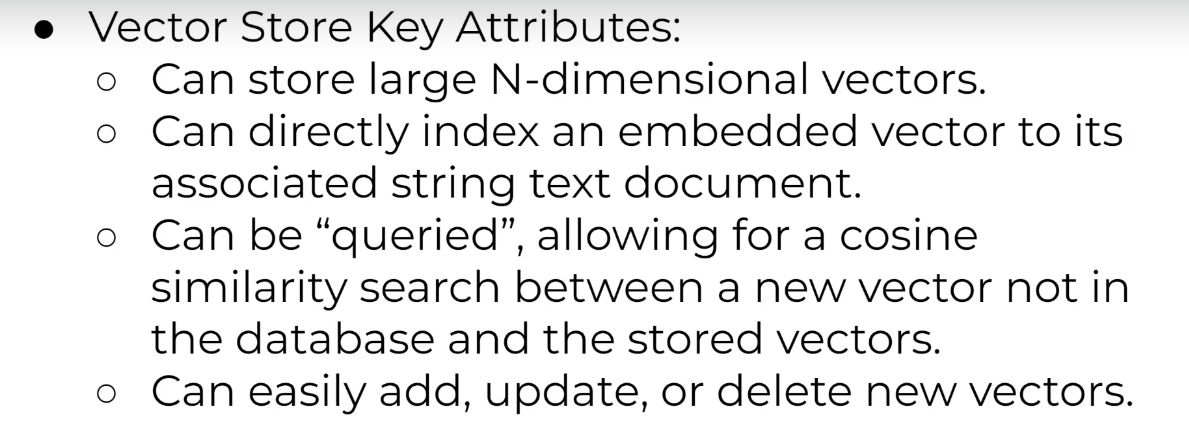 ● Vector Store Key Attributes:
○ Can store large N-dimensional vectors.
○ Can directly index an embedded vector to its
associated string text document.
○ Can be “queried”, allowing for a cosine
similarity search between a new vector not in
the database and the stored vectors.
○ Can easily add, update, or delete new vectors.